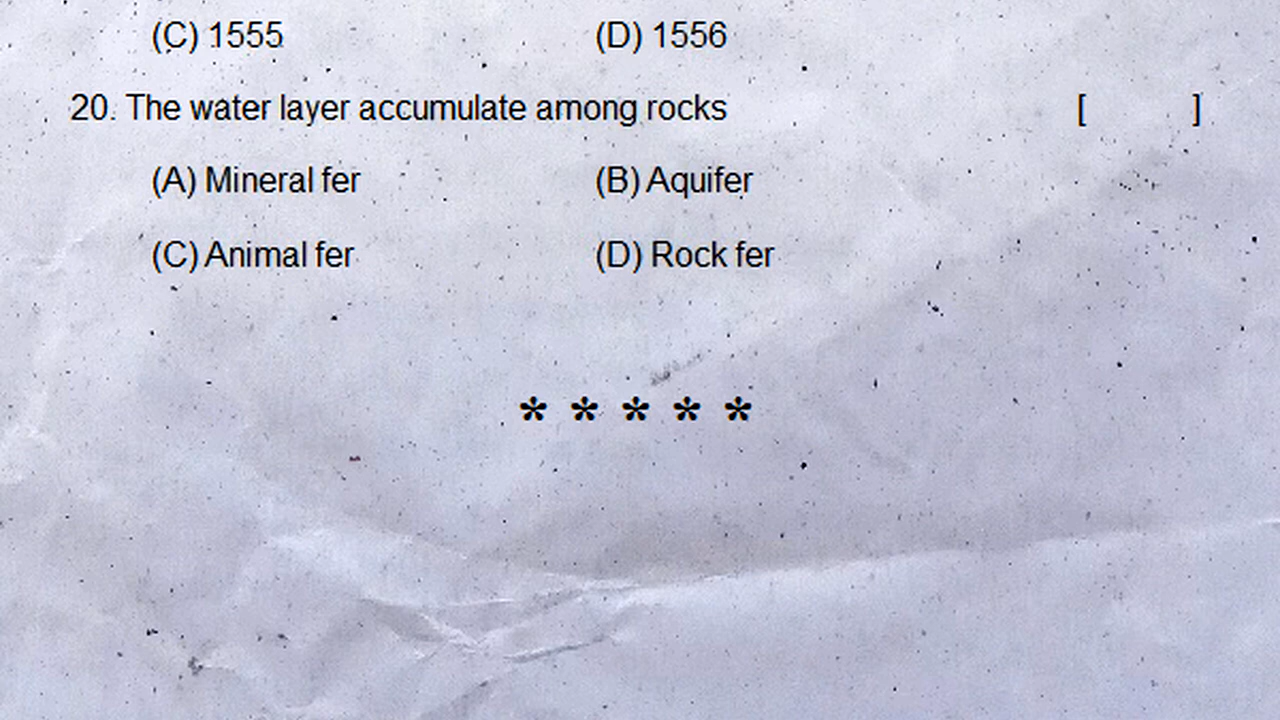 (C) 1555 (D) 1556
20. The water layer accumulate among rocks [ ]
(A) Mineral fer (B) Aquifer
(C) Animal fer (D) Rock fer
* * * * *